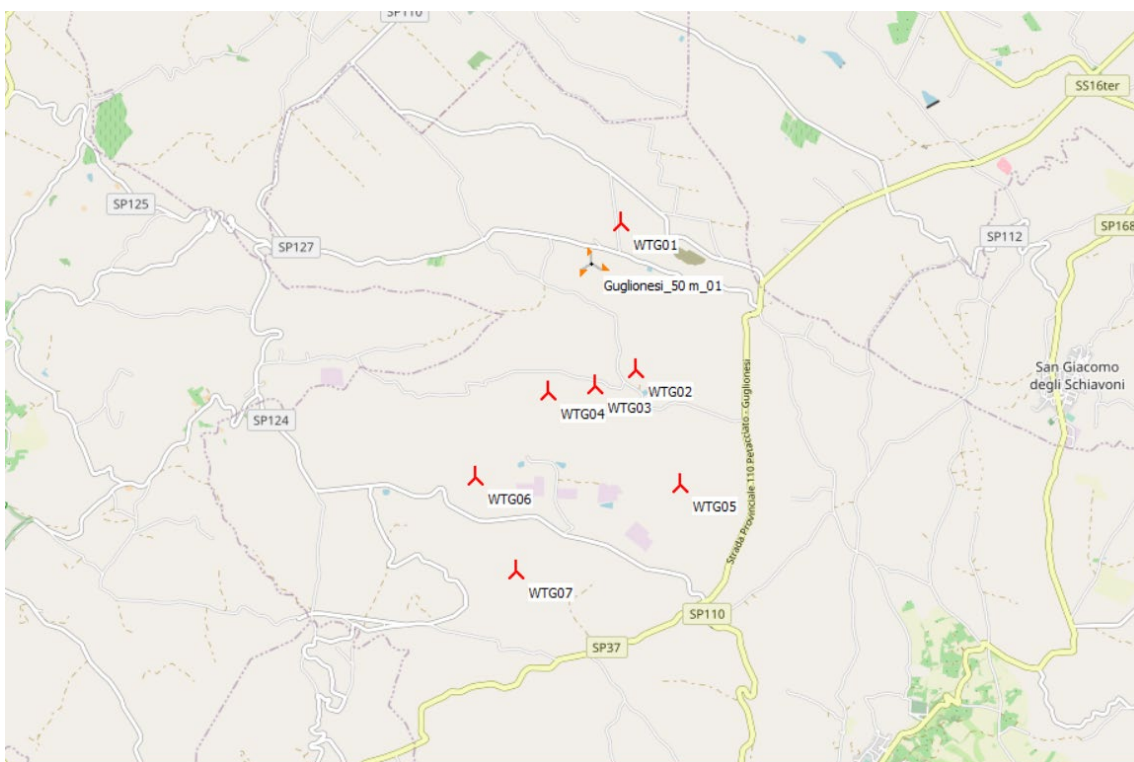 SP110
SS16ter
SP125
SP127
SP112
SP168
WTG01
Guglionesi_50 m_01
San Giacomo
degli Schiavoni
WTG02
WTG03
WTG04
SP124
Strada Provinciale 110 Petacciato - Guglionesi
WTG06
WTG05
WTG07
SP110
SP37